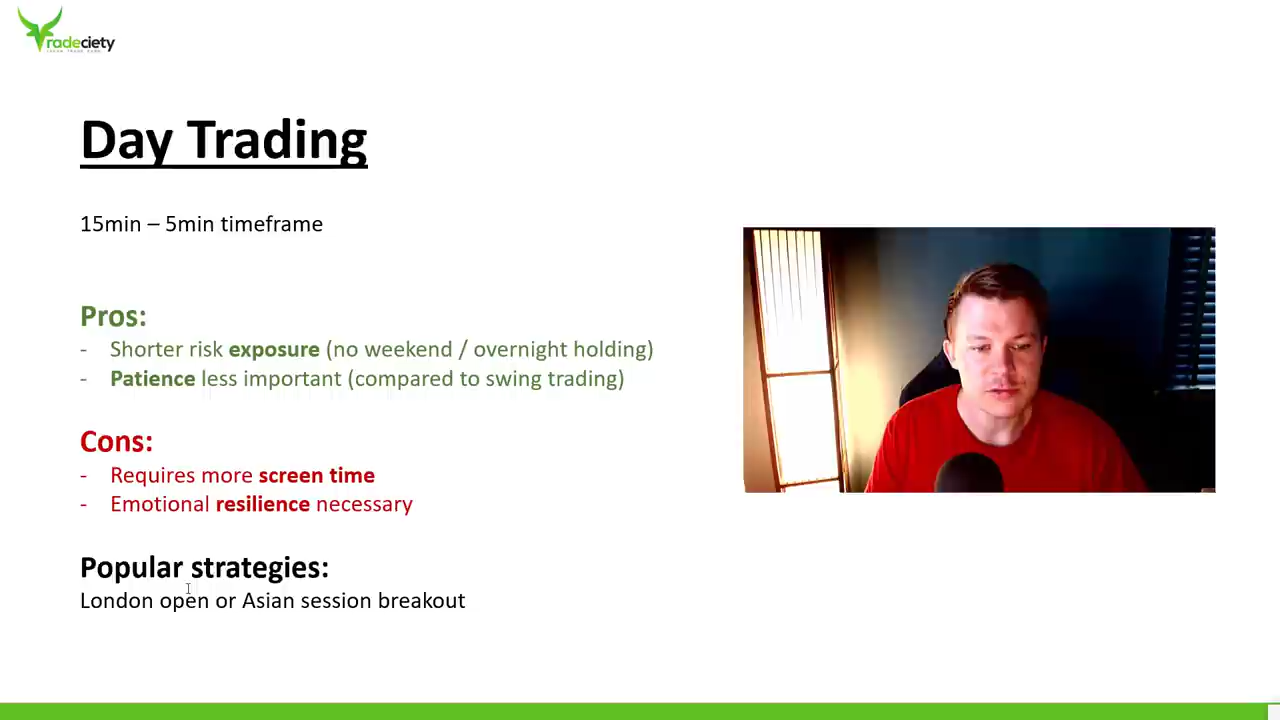 radeciety
Day Trading
15min – 5min timeframe
Pros:
- Shorter risk exposure (no weekend / overnight holding)
- Patience less important (compared to swing trading)
Cons:
- Requires more screen time
- Emotional resilience necessary
Popular strategies:
London open or Asian session breakout